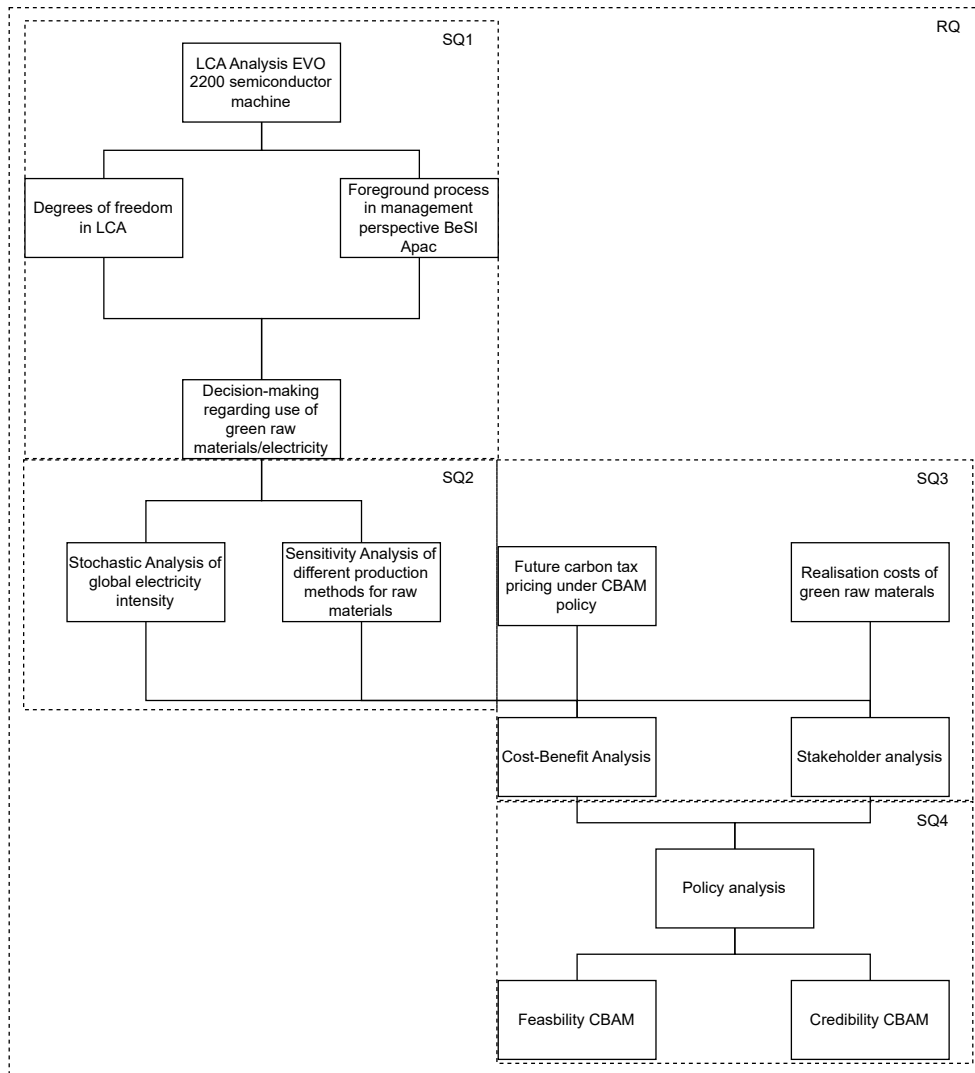 SQ1
RQ
LCA Analysis EVO
2200 semiconductor
machine
Degrees of freedom
in LCA
Foreground process
in management
perspective BeSI
Apac
Decision-making
regarding use of
green raw
materials/electricity
SQ2
SQ3
Stochastic Analysis of
global electricity
intensity
Sensitivity Analysis of
different production
methods for raw
materials
Future carbon tax
pricing under CBAM
policy
Realisation costs of
green raw materals
Cost-Benefit Analysis
Stakeholder analysis
SQ4
Policy analysis
Feasbility CBAM
Credibility CBAM